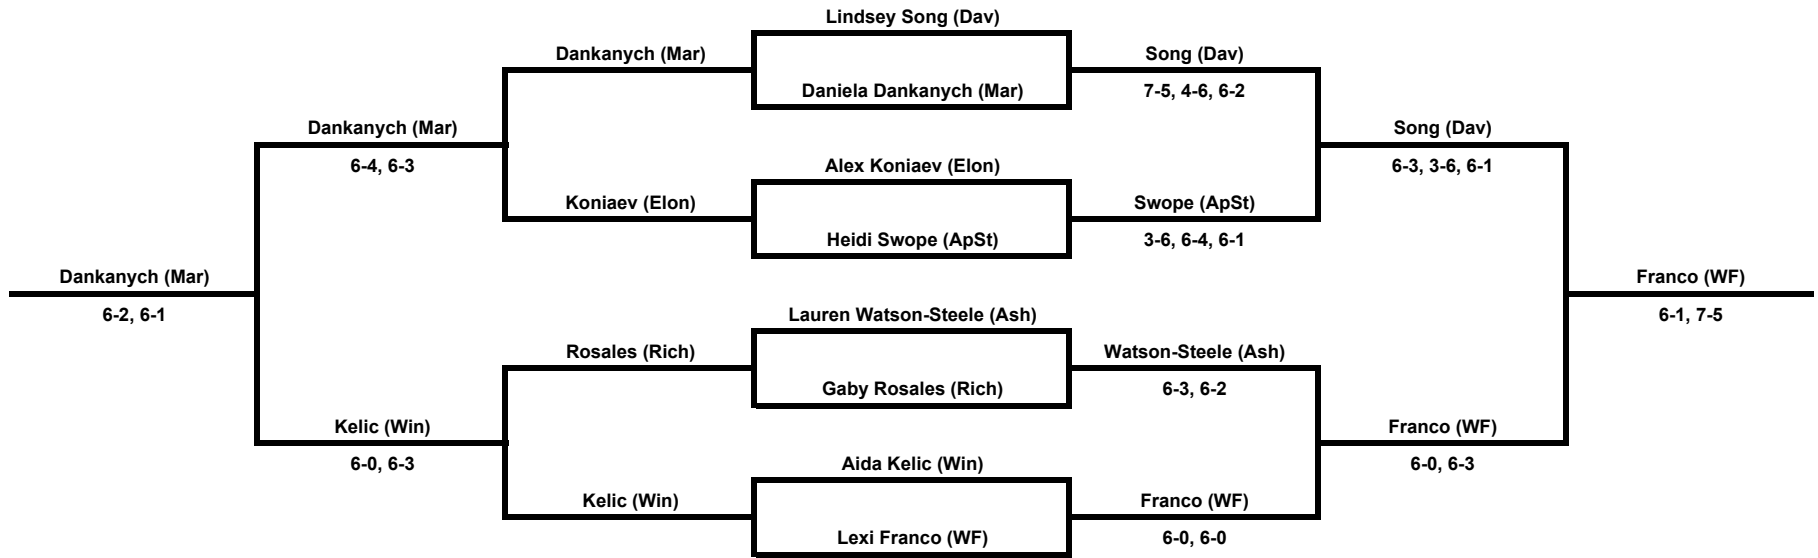 Lindsey Song (Dav)
Dankanych (Mar)
Song (Dav)
Daniela Dankanych (Mar)
7-5, 4-6, 6-2
Dankanych (Mar)
Song (Dav)
6-4, 6-3
Alex Koniaev (Elon)
6-3, 3-6, 6-1
Koniaev (Elon)
Swope (ApSt)
Heidi Swope (ApSt)
3-6, 6-4, 6-1
Dankanych (Mar)
Franco (WF)
6-2, 6-1
Lauren Watson-Steele (Ash)
6-1, 7-5
Rosales (Rich)
Watson-Steele (Ash)
Gaby Rosales (Rich)
6-3, 6-2
Kelic (Win)
Franco (WF)
6-0, 6-3
Aida Kelic (Win)
6-0, 6-3
Kelic (Win)
Franco (WF)
Lexi Franco (WF)
6-0, 6-0